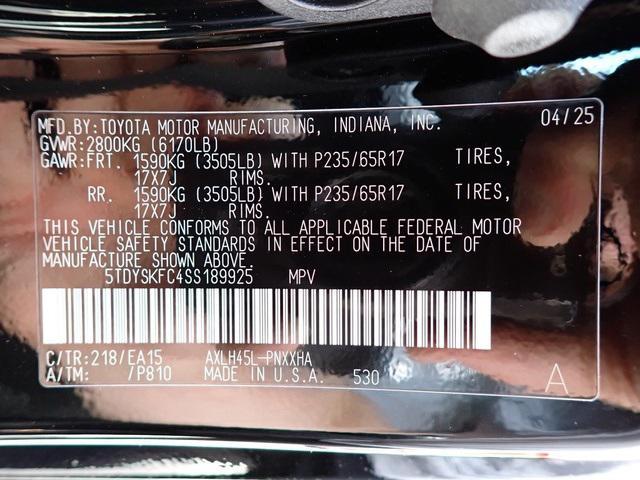 MFD.BY:TOYOTA MOTOR MANUFACTURING, INDIANA, INC. 04/25
GVWR:2800KG (6170LB)
GAWR:FRT. 1590KG (3505LB) WITH P235/65R17 TIRES,
17X7J RIMS.
RR. 1590KG (3505LB) WITH P235/65R17 TIRES,
17X7J RIMS.
THIS VEHICLE CONFORMS TO ALL APPLICABLE FEDERAL MOTOR
VEHICLE SAFETY STANDARDS IN EFFECT ON THE DATE OF
MANUFACTURE SHOWN ABOVE.
5TDYSKFC4SS189925 MPV
C/TR:218/EA15 AXLH45L-PNXXHA
A/TM: /P810 MADE IN U.S.A. 530 A